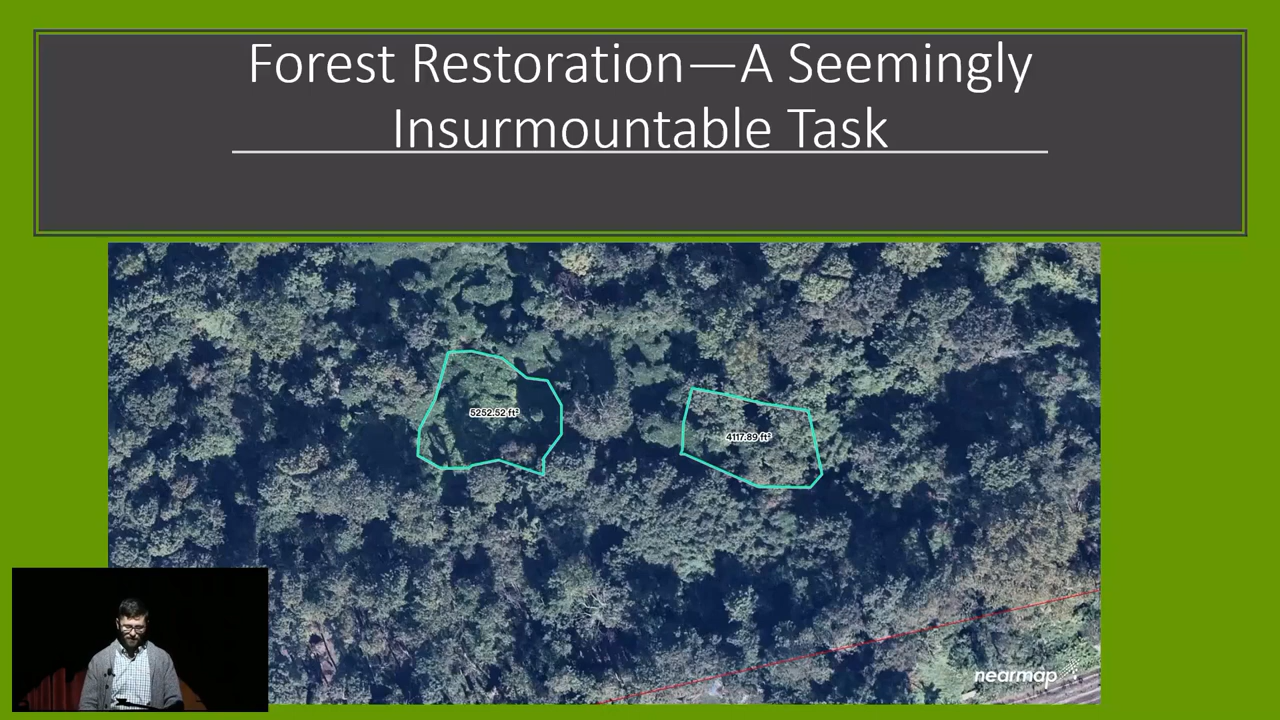 Forest Restoration—A Seemingly
Insurmountable Task
5252.52 ft²
4117.89 ft²
nearmap